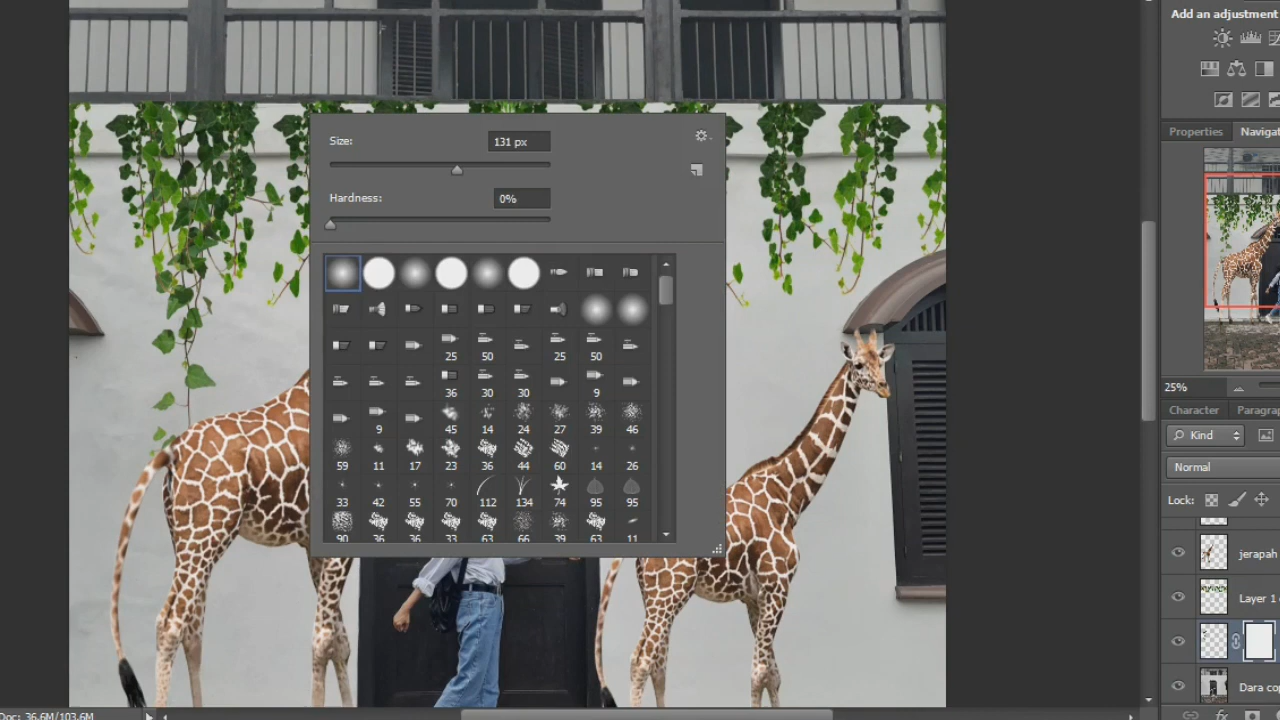 Add an adjustment
Size:
131 px
Hardness:
0%
Properties
Naviga
25 50 25 50
36 30 30 9
9 45 14 24 27 39 46
59 11 17 23 36 44 60 14 26
33 42 55 70 112 134 74 95 95
90 36 36 33 63 66 39 63 11
25%
Character
Paragra
Kind
Normal
Lock:
jerapah
Layer 1
Dara co
Doc: 36.6M/103.6M